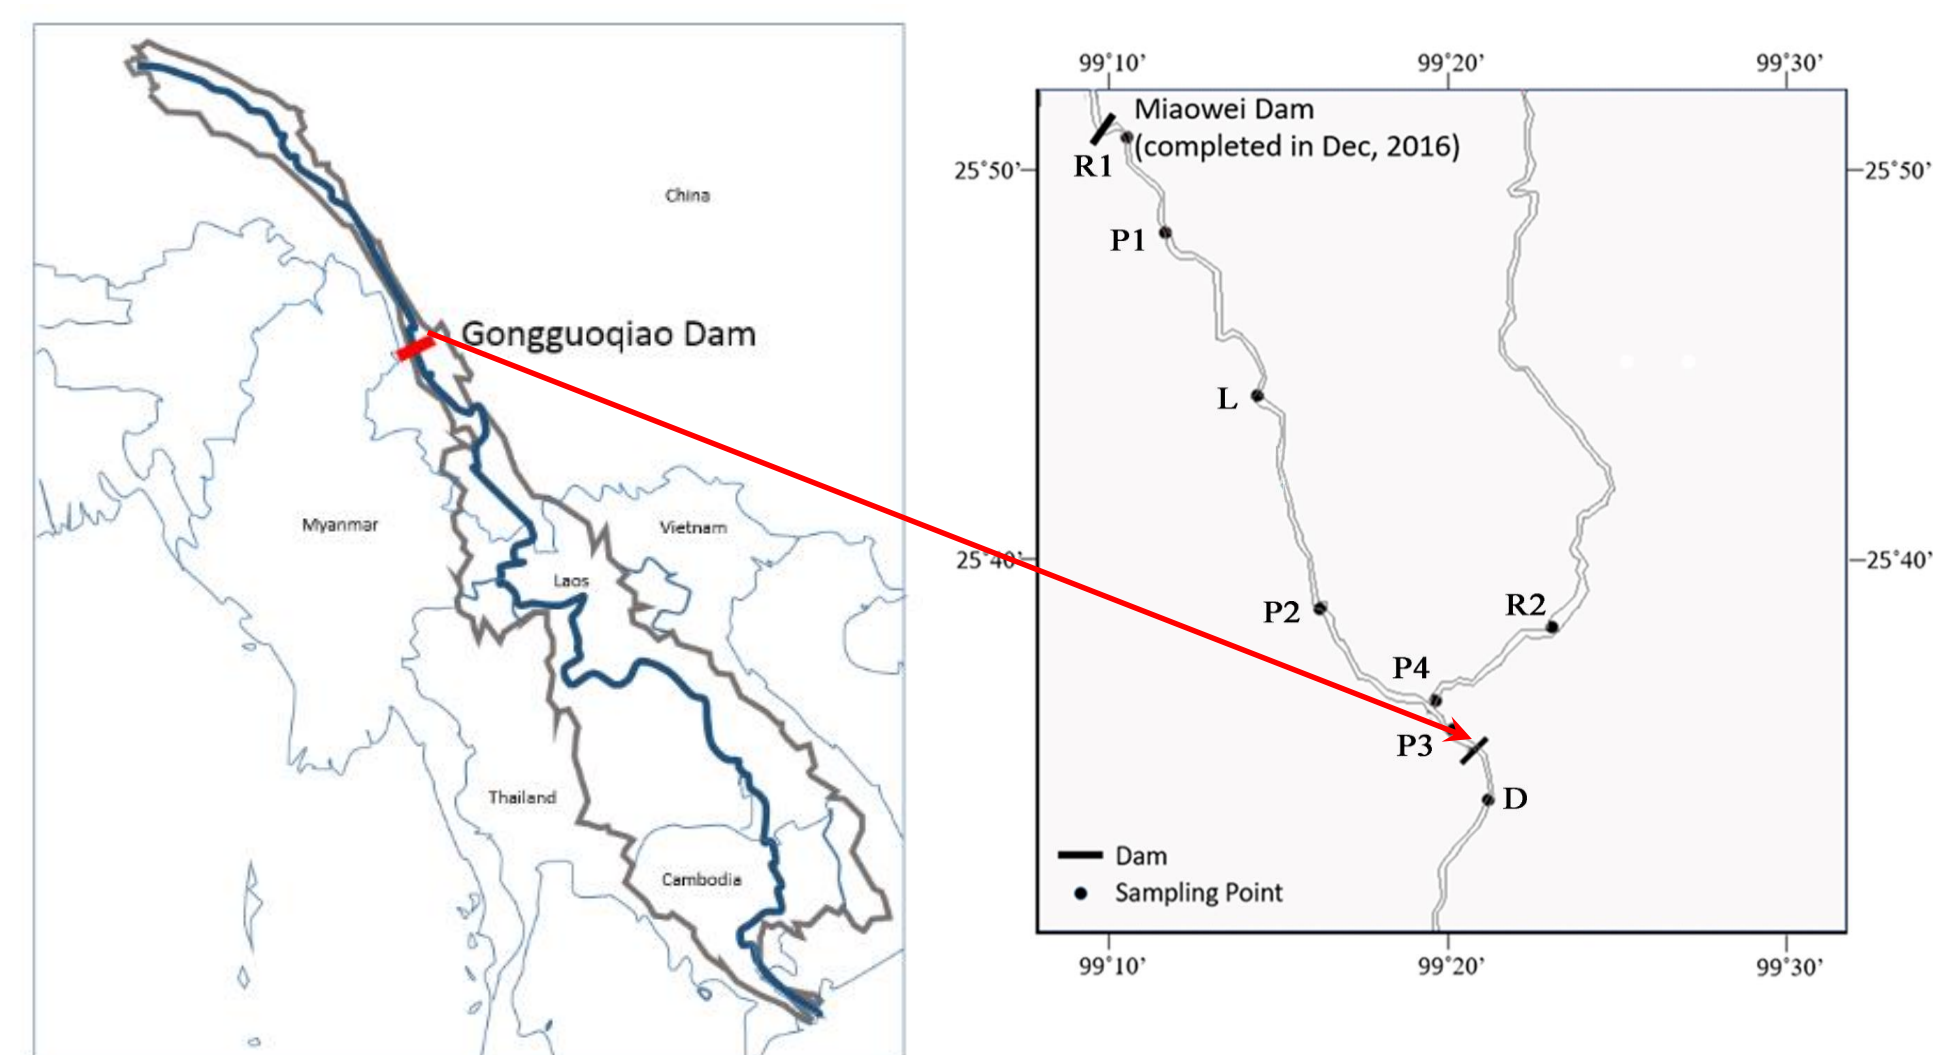 China
Gongguoqiao Dam
Myanmar
Vietnam
Laos
Thailand
Cambodia
99°10’ 99°20’ 99°30’
Miaowei Dam
(completed in Dec, 2016)
R1
25°50’ 25°50’
P1
L
25°40’ 25°40’
P2
R2
P4
P3
D
Dam
Sampling Point
99°10’ 99°20’ 99°30’